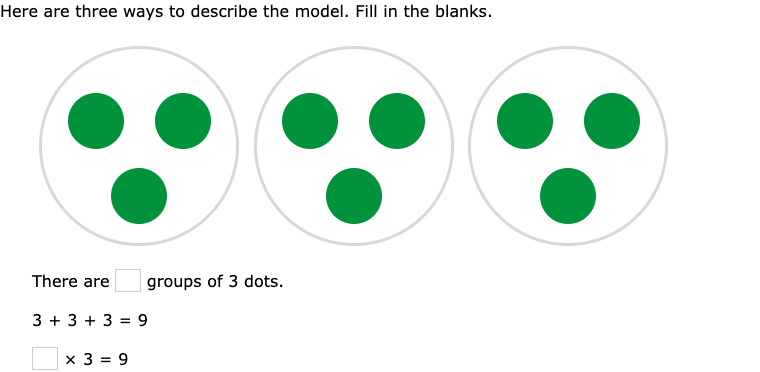 Here are three ways to describe the model. Fill in the blanks.
There are groups of 3 dots.
3 + 3 + 3 = 9
× 3 = 9